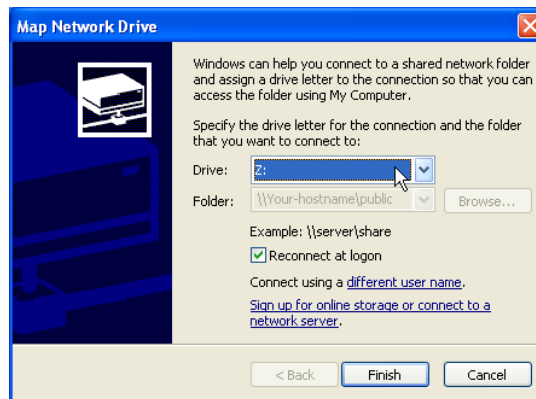 Map Network Drive
Windows can help you connect to a shared network folder
and assign a drive letter to the connection so that you can
access the folder using My Computer.
Specify the drive letter for the connection and the folder
that you want to connect to:
Drive: Z:
Folder: \\Your-hostname\public Browse...
Example: \\server\share
Reconnect at logon
Connect using a different user name.
Sign up for online storage or connect to a
network server.
< Back Finish Cancel